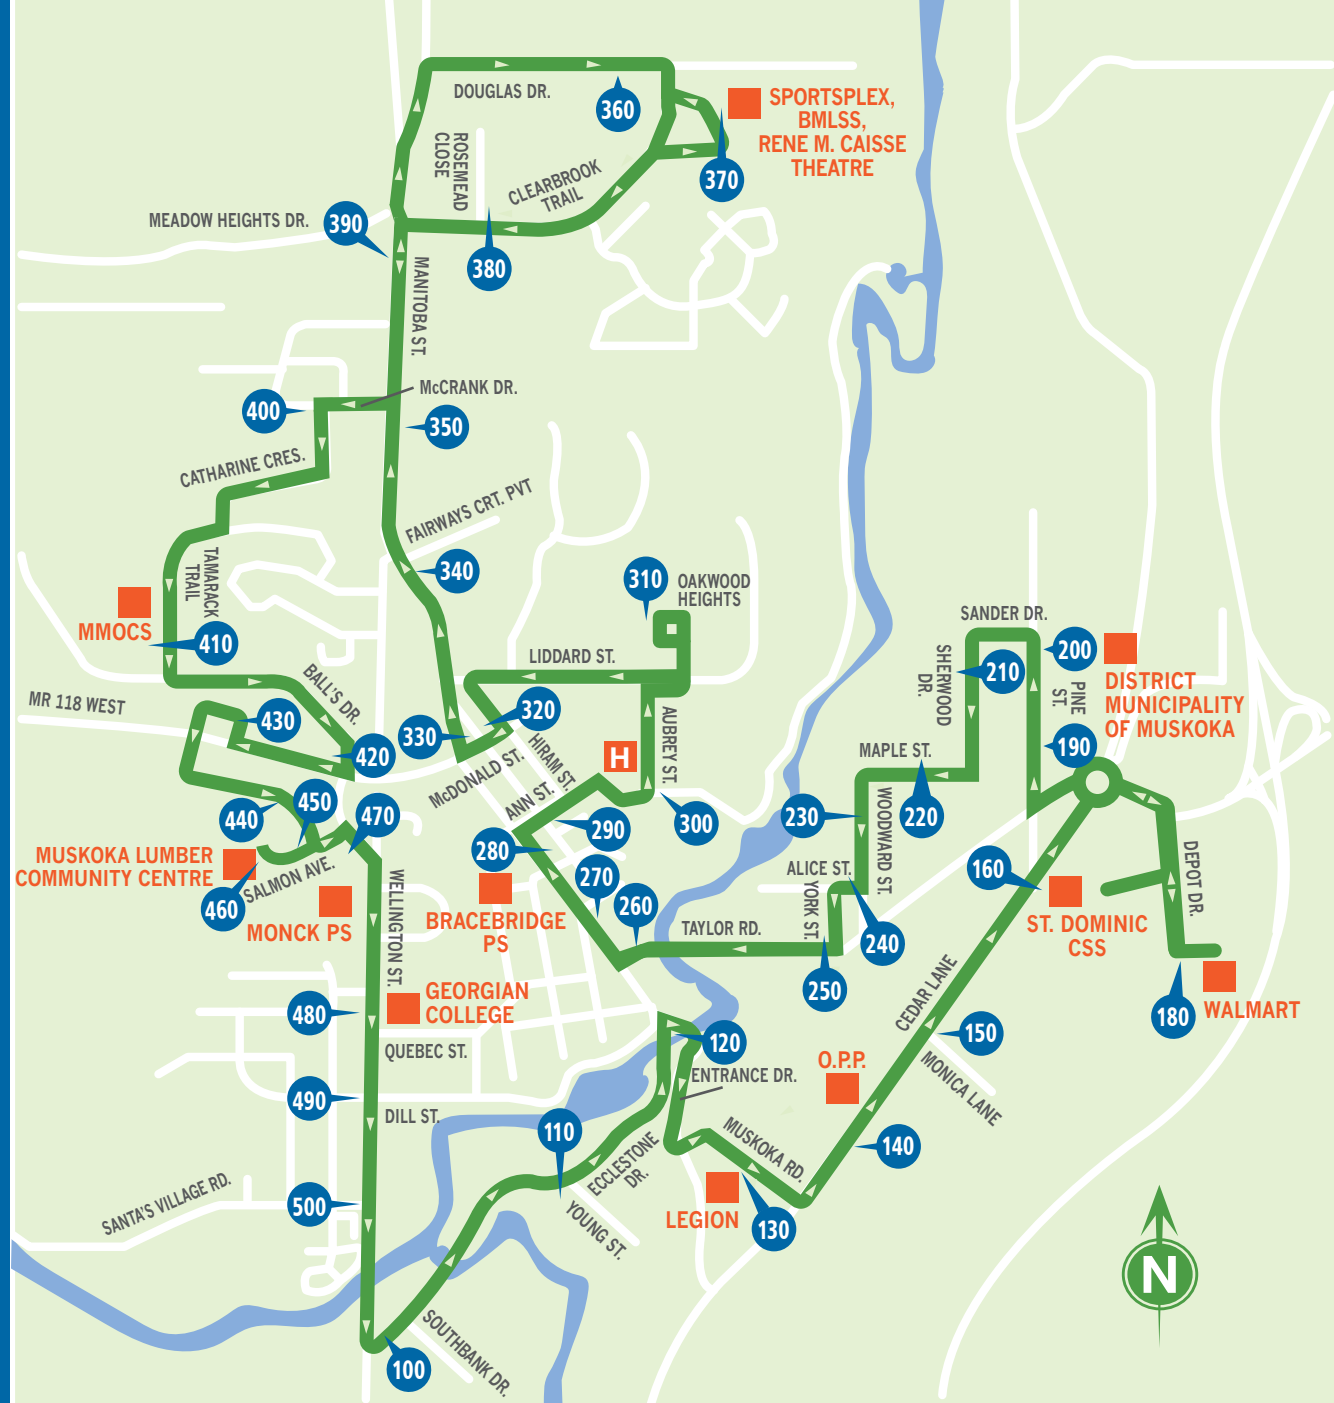 DOUGLAS DR.
360
SPORTSPLEX,
BMLSS,
RENE M. CAISSE
THEATRE
370
ROSEMEAD
CLOSE
CLEARBROOK
TRAIL
MEADOW HEIGHTS DR.
390
380
MANITOBA ST.
McCRANK DR.
400
350
CATHARINE CRES.
FAIRWAYS CRT. PVT
340
310
OAKWOOD
HEIGHTS
TAMARACK
TRAIL
MMOCS
410
SANDER DR.
200
DISTRICT
MUNICIPALITY
OF MUSKOKA
SHERWOOD
DR.
210
PINE
ST.
190
LIDDARD ST.
BALL'S DR.
MR 118 WEST
430
420
320
330
HIRAM ST.
AUBREY ST
H
McDONALD ST.
ANN ST.
MAPLE ST.
220
230
WOODWARD ST.
300
290
280
450
440
470
MUSKOKA LUMBER
COMMUNITY CENTRE
SALMON AVE.
460
MONCK PS
WELLINGTON ST.
BRACEBRIDGE
PS
270
260
TAYLOR RD.
ALICE ST.
YORK ST.
240
250
160
ST. DOMINIC
CSS
DEPOT DR.
180
WALMART
CEDAR LANE
150
MONICA LANE
O.P.P.
140
GEORGIAN
COLLEGE
480
QUEBEC ST.
490
DILL ST.
120
ENTRANCE DR.
110
ECCLESTONE
DR.
MUSKOKA RD.
LEGION
130
YOUNG ST.
SANTA'S VILLAGE RD.
500
SOUTHBANK DR.
100
N